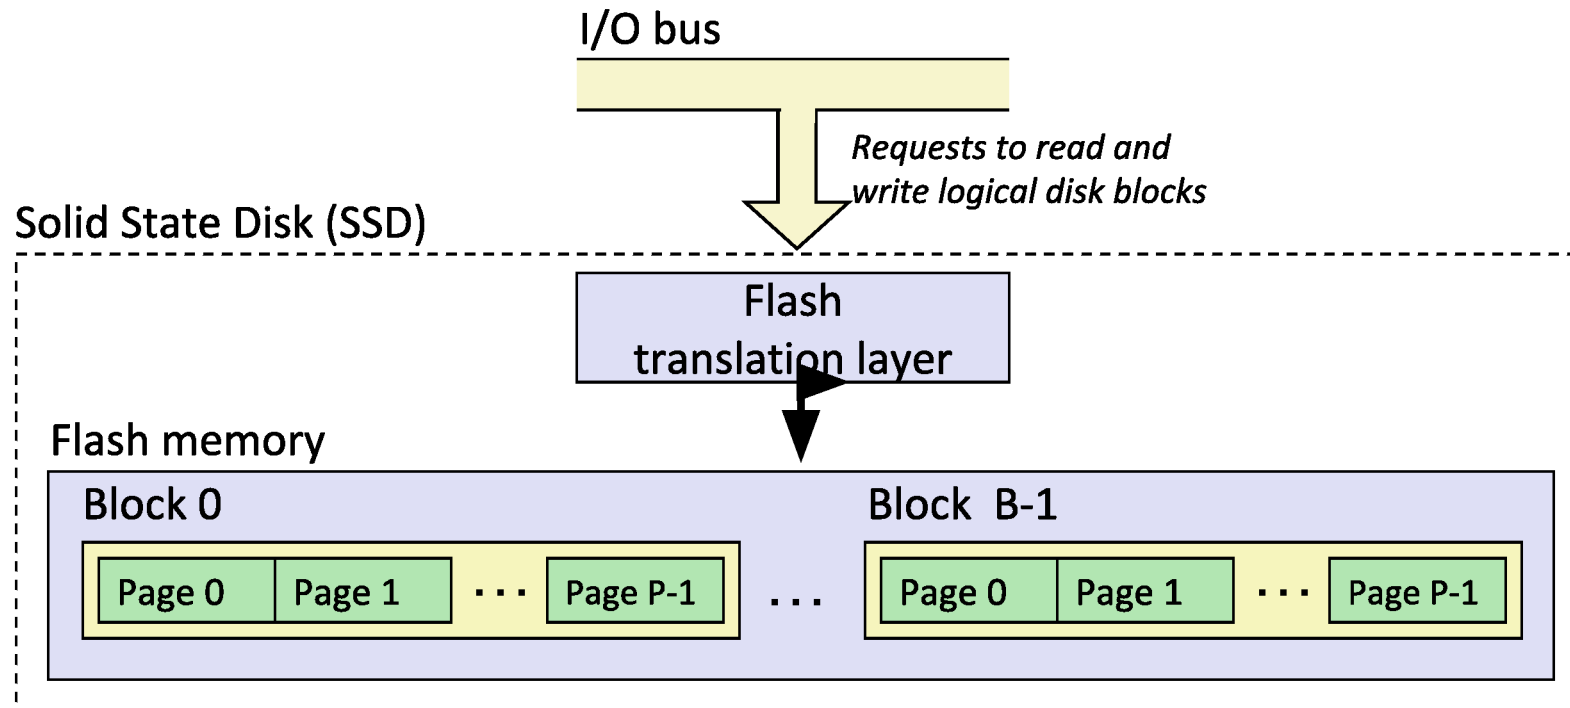 I/O bus
Requests to read and
write logical disk blocks
Solid State Disk (SSD)
Flash
translation layer
Flash memory
Block 0
Block B-1
Page 0
Page 1
...
Page P-1
...
Page 0
Page 1
...
Page P-1